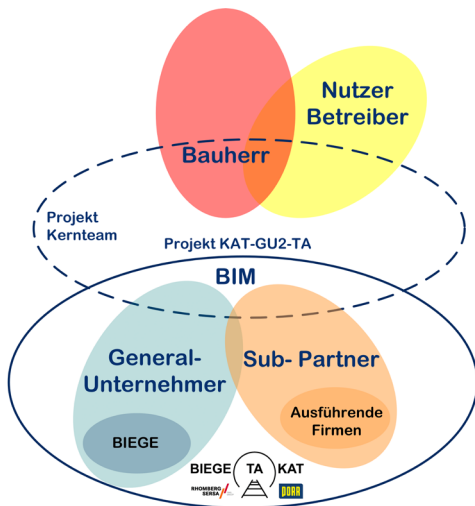 Nutzer
Betreiber
Bauherr
Projekt
Kernteam
Projekt KAT-GU2-TA
BIM
General-
Unternehmer
Sub- Partner
BIEGE
Ausführende
Firmen
BIEGE TA KAT
RHOMBERG
SERSA
PORR